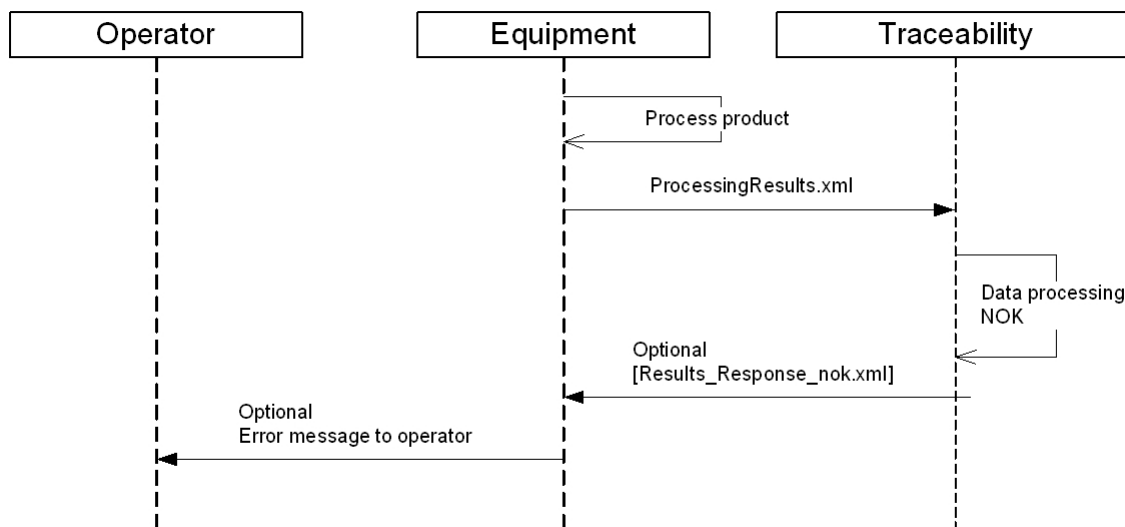 Operator
Equipment
Traceability
Process product
ProcessingResults.xml
Data processing
NOK
Optional
[Results_Response_nok.xml]
Optional
Error message to operator